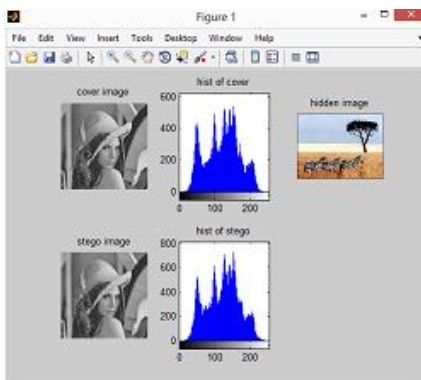 Figure 1
File Edit View Insert Tools Desktop Window Help
cover image
hist of cover
600
400
200
0
0 100 200
hidden image
stego image
hist of stego
800
600
400
200
0
0 100 200